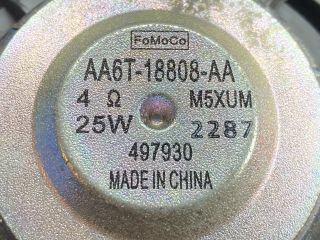 FoMoCo
AA6T-18808-AA
4 Ω M5XUM
25W 2287
497930
MADE IN CHINA